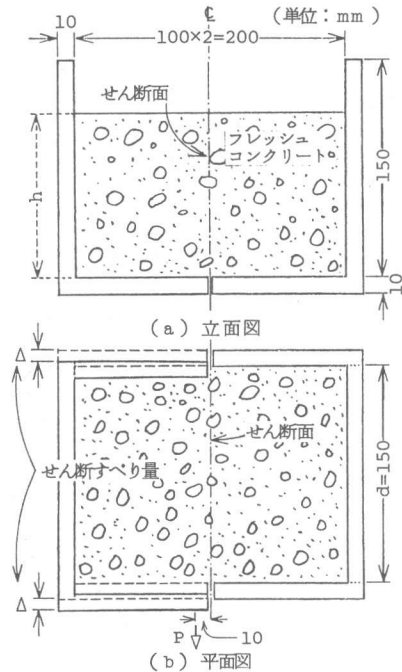 ℄
(単位: mm)
10
100×2=200
せん断面
フレッシュ
コンクリート
h
150
10
(a) 立面図
Δ
せん断面
せん断すべり量
d=150
Δ
P
10
(b) 平面図